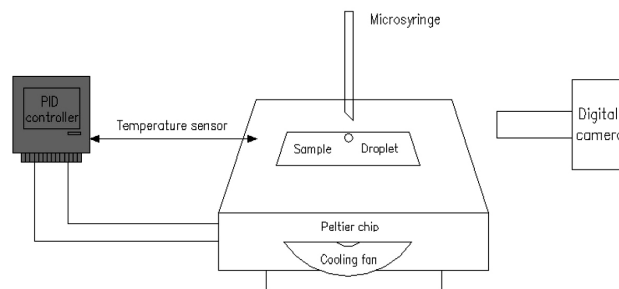 Microsyringe
PID
controller
Temperature sensor
Sample
Droplet
Digital
camera
Peltier chip
Cooling fan